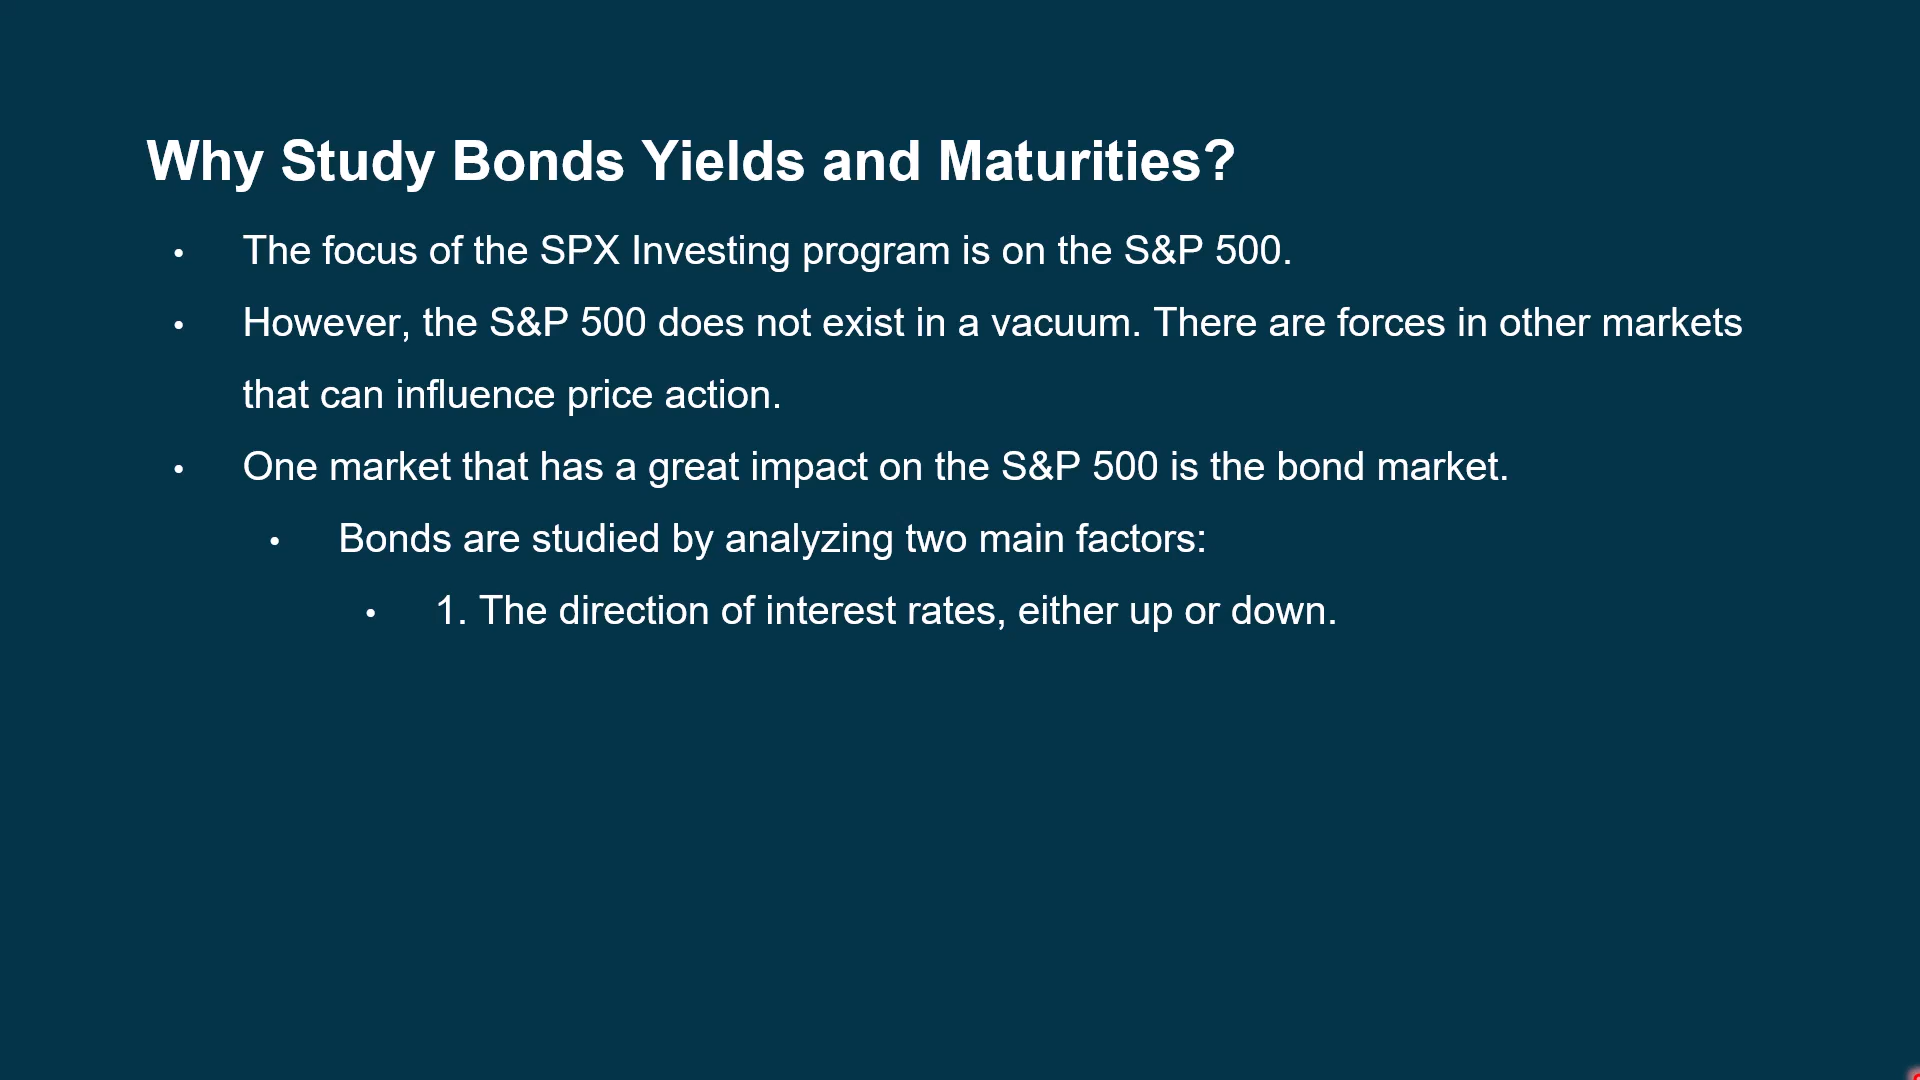 Why Study Bonds Yields and Maturities?
• The focus of the SPX Investing program is on the S&P 500.
• However, the S&P 500 does not exist in a vacuum. There are forces in other markets
that can influence price action.
• One market that has a great impact on the S&P 500 is the bond market.
• Bonds are studied by analyzing two main factors:
• 1. The direction of interest rates, either up or down.